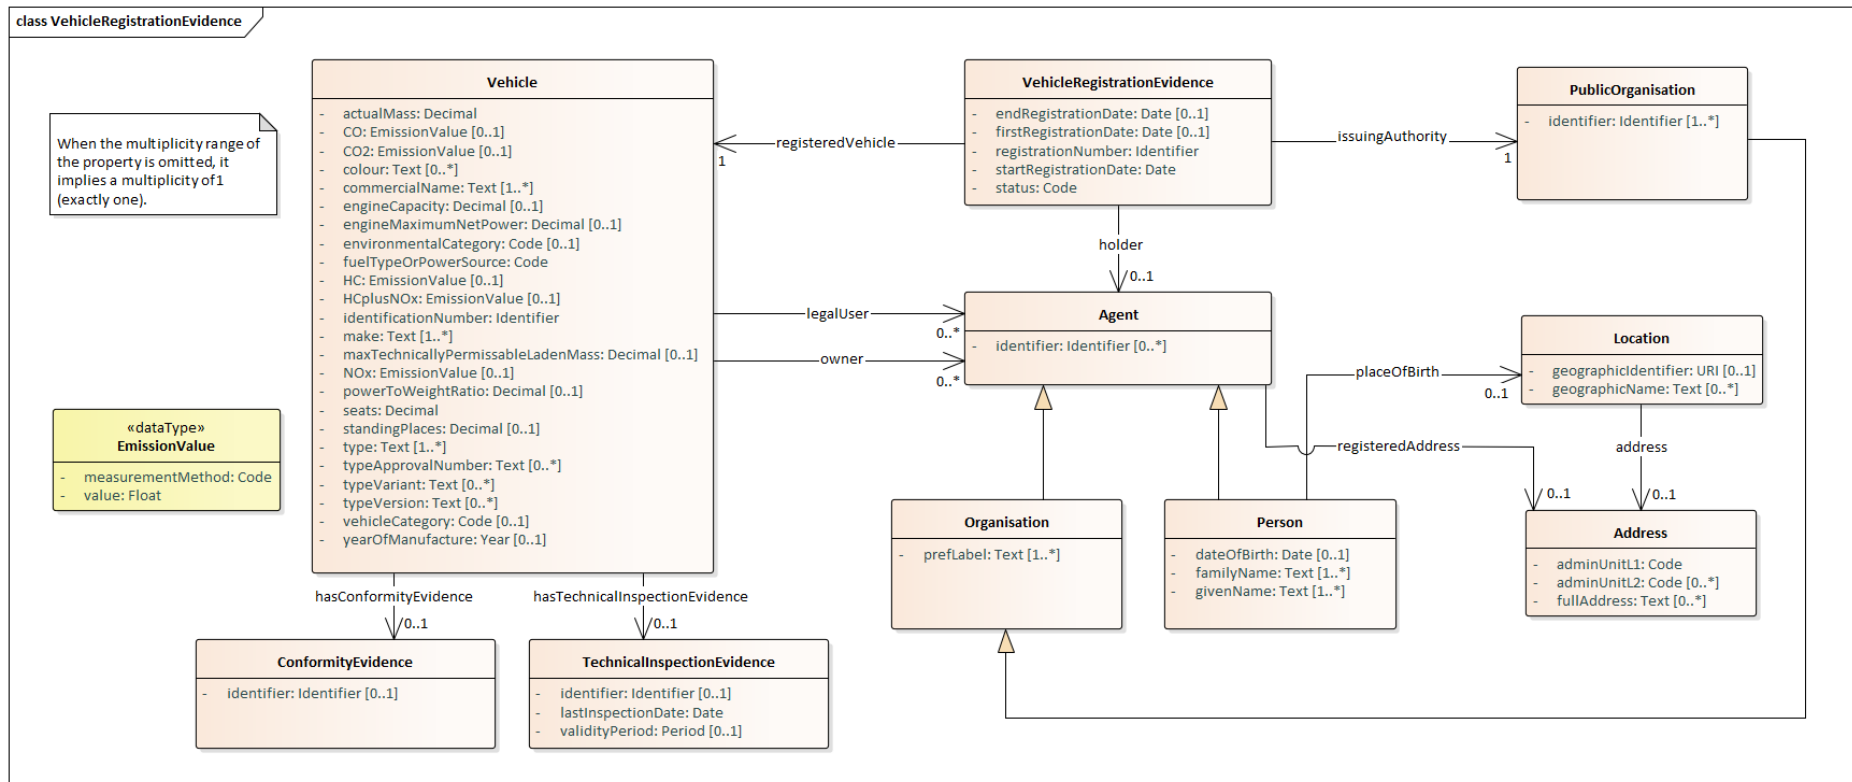 class VehicleRegistrationEvidence
When the multiplicity range of
the property is omitted, it
implies a multiplicity of 1
(exactly one).
«dataType»
EmissionValue
- measurementMethod: Code
- value: Float
Vehicle
- actualMass: Decimal
- CO: EmissionValue [0..1]
- CO2: EmissionValue [0..1]
- colour: Text [0..*]
- commercialName: Text [1..*]
- engineCapacity: Decimal [0..1]
- engineMaximumNetPower: Decimal [0..1]
- environmentalCategory: Code [0..1]
- fuelTypeOrPowerSource: Code
- HC: EmissionValue [0..1]
- HCplusNOx: EmissionValue [0..1]
- identificationNumber: Identifier
- make: Text [1..*]
- maxTechnicallyPermissableLadenMass: Decimal [0..1]
- NOx: EmissionValue [0..1]
- powerToWeightRatio: Decimal [0..1]
- seats: Decimal
- standingPlaces: Decimal [0..1]
- type: Text [1..*]
- typeApprovalNumber: Text [0..*]
- typeVariant: Text [0..*]
- typeVersion: Text [0..*]
- vehicleCategory: Code [0..1]
- yearOfManufacture: Year [0..1]
registeredVehicle
1
VehicleRegistrationEvidence
- endRegistrationDate: Date [0..1]
- firstRegistrationDate: Date [0..1]
- registrationNumber: Identifier
- startRegistrationDate: Date
- status: Code
issuingAuthority
1
PublicOrganisation
- identifier: Identifier [1..*]
holder
0..1
legalUser
0..*
owner
0..*
Agent
- identifier: Identifier [0..*]
placeOfBirth
0..1
Location
- geographicIdentifier: URI [0..1]
- geographicName: Text [0..*]
registeredAddress
0..1
address
0..1
Organisation
- prefLabel: Text [1..*]
Person
- dateOfBirth: Date [0..1]
- familyName: Text [1..*]
- givenName: Text [1..*]
Address
- adminUnitL1: Code
- adminUnitL2: Code [0..*]
- fullAddress: Text [0..*]
hasConformityEvidence
0..1
hasTechnicalInspectionEvidence
0..1
ConformityEvidence
- identifier: Identifier [0..1]
TechnicalInspectionEvidence
- identifier: Identifier [0..1]
- lastInspectionDate: Date
- validityPeriod: Period [0..1]